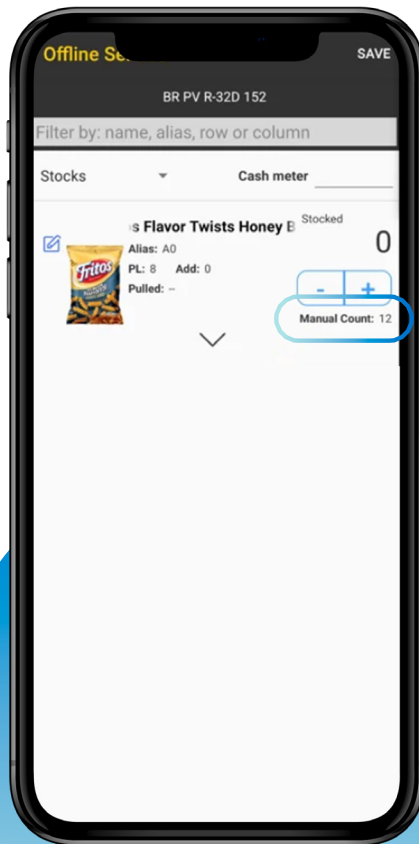 Offline Se
SAVE
BR PV R-32D 152
Filter by: name, alias, row or column
Stocks
Cash meter
s Flavor Twists Honey B
Stocked
0
Alias: A0
PL: 8 Add: 0
Pulled: --
- +
Manual Count: 12
Fritos